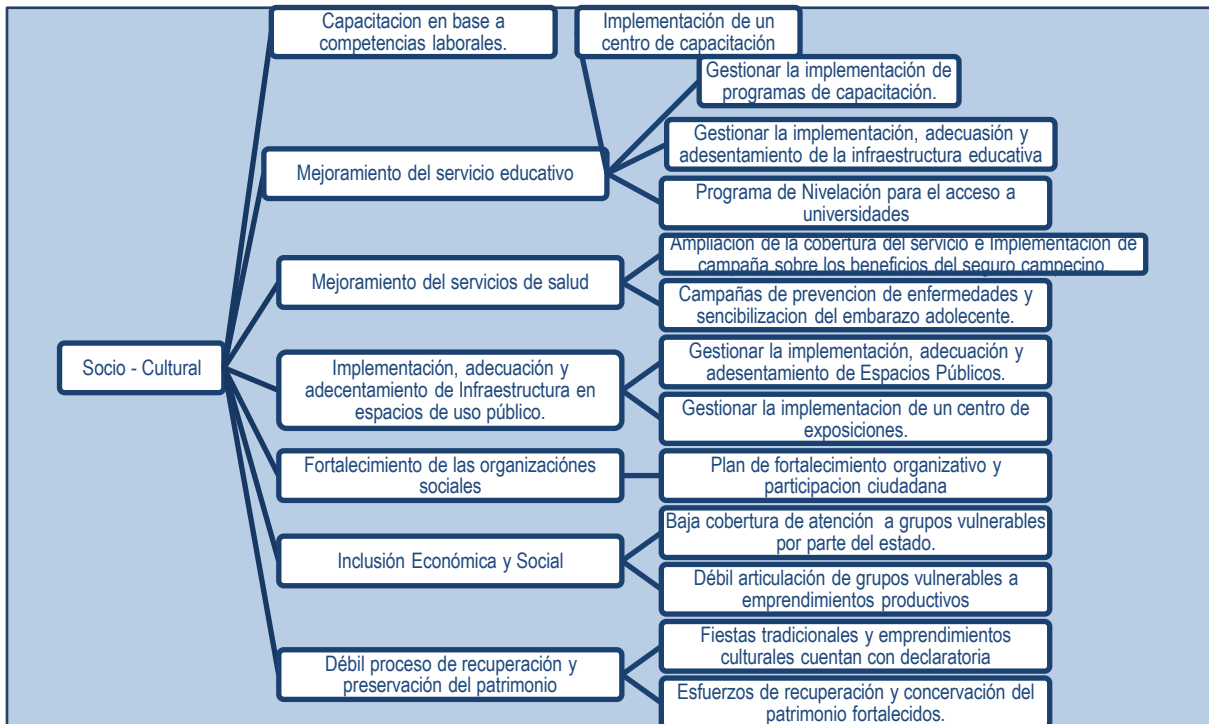 Capacitacion en base a
competencias laborales.
Implementación de un
centro de capacitación
Gestionar la implementación de
programas de capacitación.
Gestionar la implementación, adecuasión y
adesentamiento de la infraestructura educativa
Mejoramiento del servicio educativo
Programa de Nivelación para el acceso a
universidades
Ampliación de la cobertura del servicio e Implementación de
campaña sobre los beneficios del seguro campecino.
Mejoramiento del servicios de salud
Campañas de prevencion de enfermedades y
sencibilizacion del embarazo adolecente.
Socio - Cultural
Implementación, adecuación y
adecentamiento de Infraestructura en
espacios de uso público.
Gestionar la implementación, adecuación y
adesentamiento de Espacios Públicos.
Gestionar la implementacion de un centro de
exposiciones.
Fortalecimiento de las organizaciónes
sociales
Plan de fortalecimiento organizativo y
participacion ciudadana
Inclusión Económica y Social
Baja cobertura de atención a grupos vulnerables
por parte del estado.
Débil articulación de grupos vulnerables a
emprendimientos productivos
Débil proceso de recuperación y
preservación del patrimonio
Fiestas tradicionales y emprendimientos
culturales cuentan con declaratoria
Esfuerzos de recuperación y concervación del
patrimonio fortalecidos.